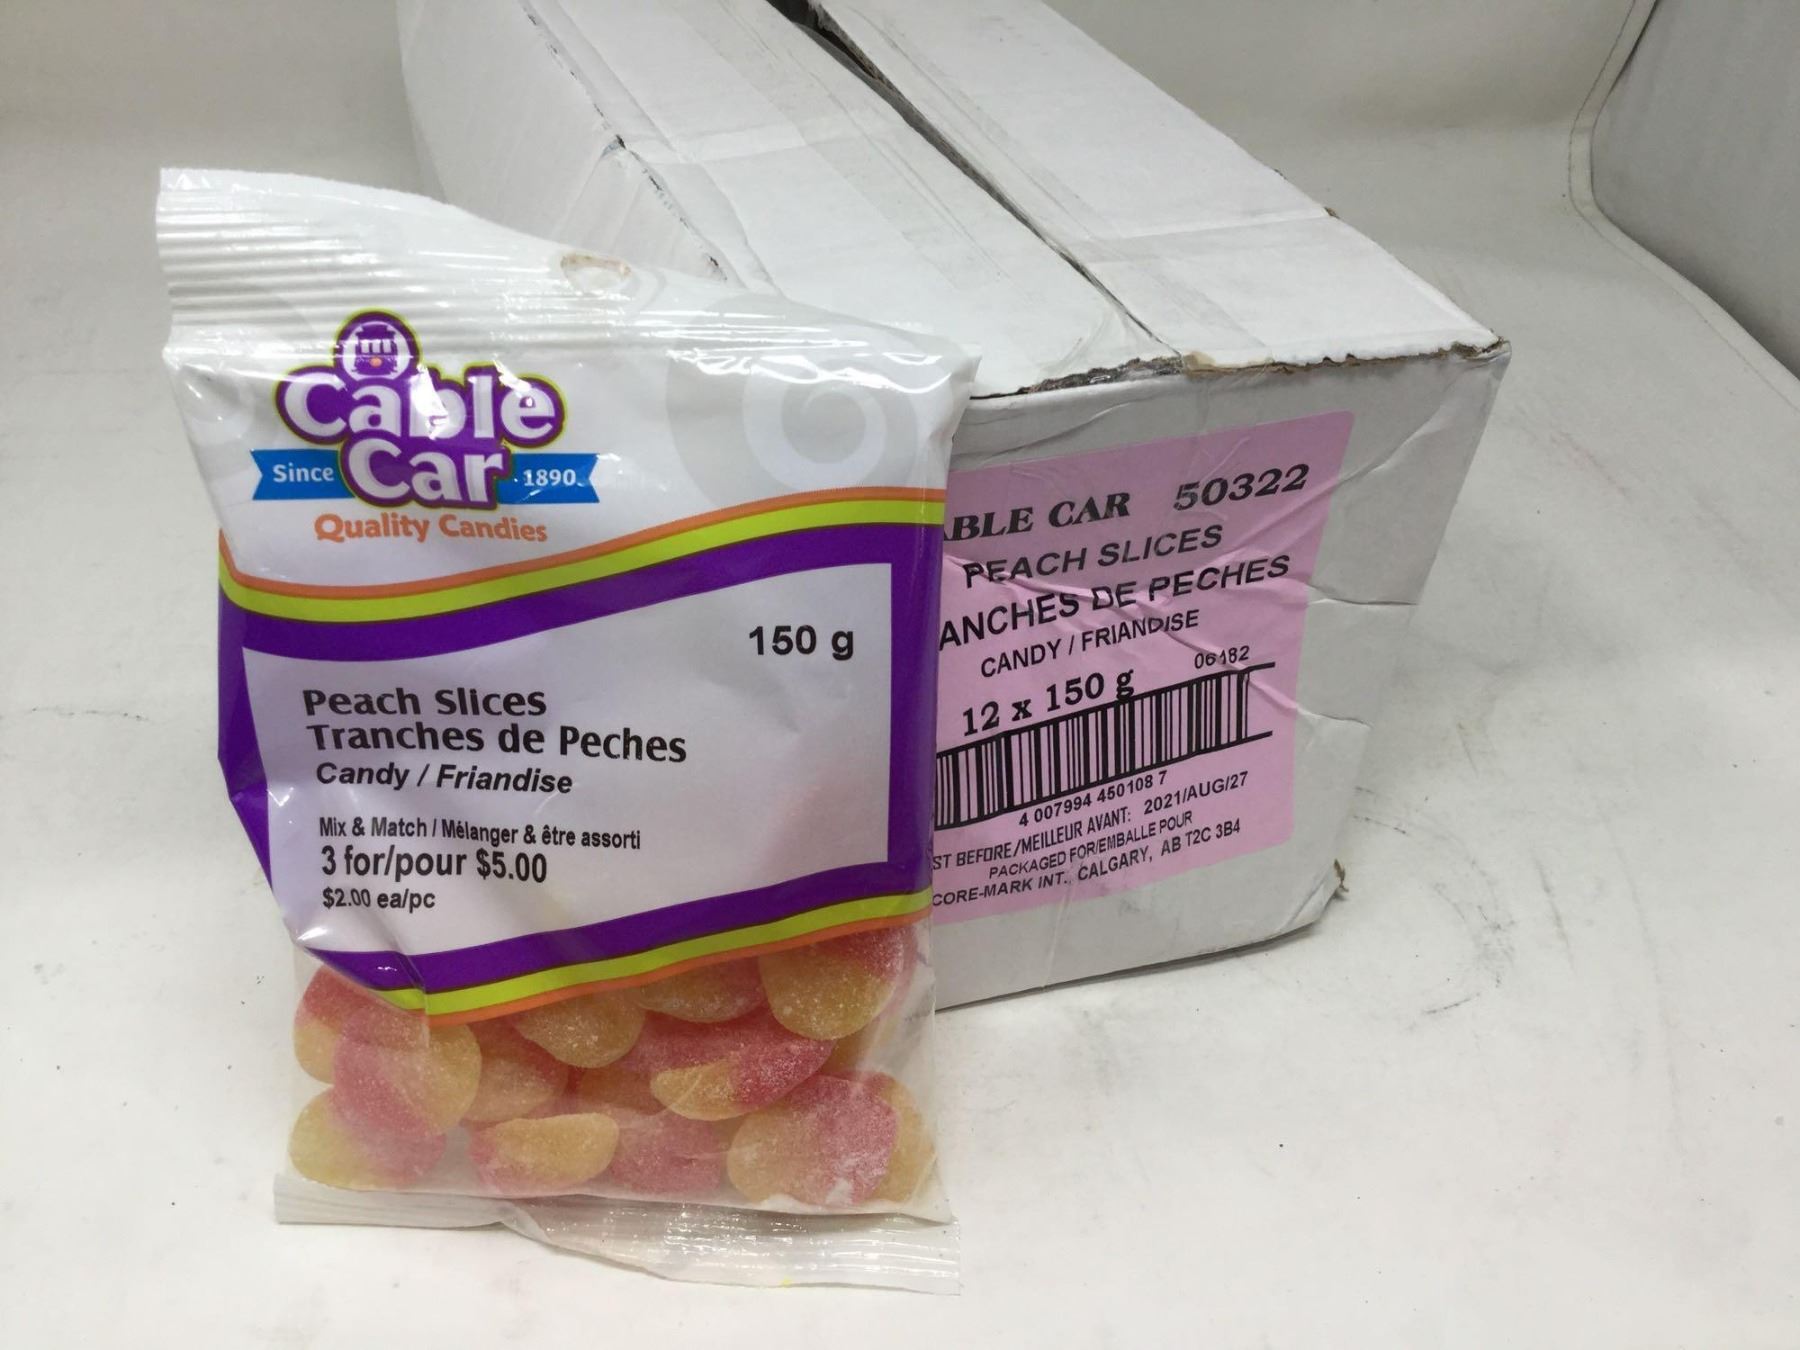 Cable
Since Car 1890
Quality Candies
150 g
Peach Slices
Tranches de Peches
Candy / Friandise
Mix & Match / Mélanger & être assorti
3 for/pour $5.00
$2.00 ea/pc
BLE CAR 50322
PEACH SLICES
ANCHES DE PECHES
CANDY / FRIANDISE
12 x 150 g
4 007994 450108 7
ST BEFORE/MEILLEUR AVANT: 2021/AUG/27
PACKAGED FOR/EMBALLE POUR
CORE-MARK INT., CALGARY, AB T2C 3B4